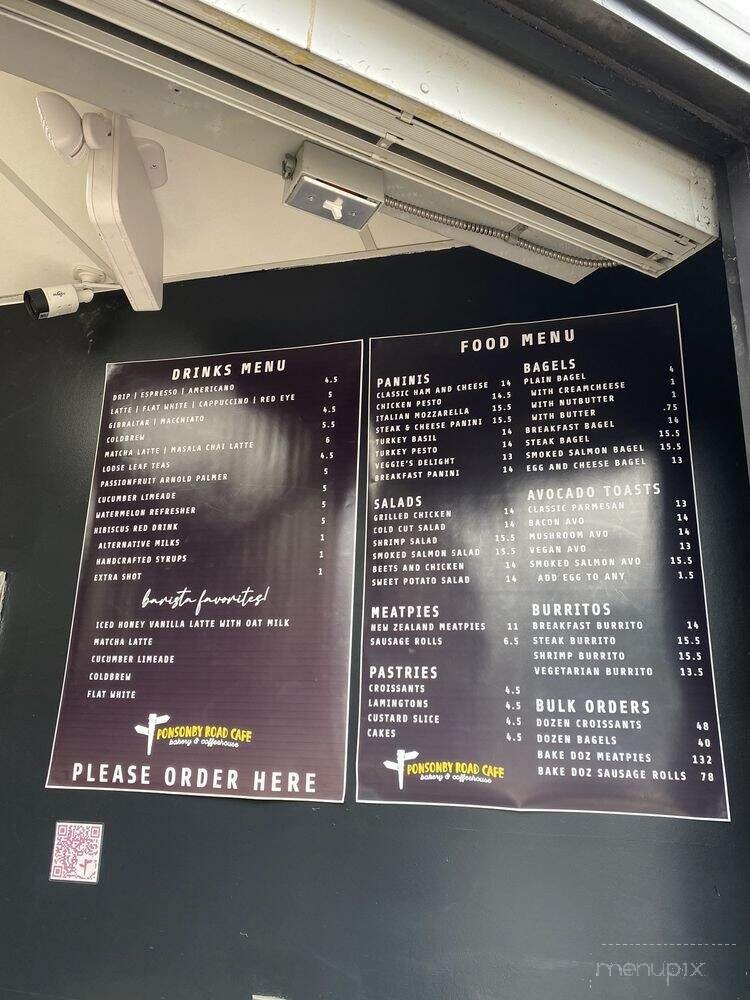 DRINKS MENU
DRIP | ESPRESSO | AMERICANO 4.5
LATTE | FLAT WHITE | CAPPUCCINO | RED EYE 5
GIBRALTAR | MACCHIATO 4.5
COLDBREW 5.5
MATCHA LATTE | MASALA CHAI LATTE 6
LOOSE LEAF TEAS 4.5
PASSIONFRUIT ARNOLD PALMER 5
CUCUMBER LIMEADE 5
WATERMELON REFRESHER 5
HIBISCUS RED DRINK 5
ALTERNATIVE MILKS 1
HANDCRAFTED SYRUPS 1
EXTRA SHOT 1
barista favorites!
ICED HONEY VANILLA LATTE WITH OAT MILK
MATCHA LATTE
CUCUMBER LIMEADE
COLDBREW
FLAT WHITE
PONSONBY ROAD CAFE
bakery & coffeehouse
PLEASE ORDER HERE
FOOD MENU
PANINIS
CLASSIC HAM AND CHEESE 14
CHICKEN PESTO 14.5
ITALIAN MOZZARELLA 15.5
STEAK & CHEESE PANINI 15.5
TURKEY BASIL 14
TURKEY PESTO 14
VEGGIE'S DELIGHT 13
BREAKFAST PANINI 14
SALADS
GRILLED CHICKEN 14
COLD CUT SALAD 14
SHRIMP SALAD 15.5
SMOKED SALMON SALAD 15.5
BEETS AND CHICKEN 14
SWEET POTATO SALAD 14
MEATPIES
NEW ZEALAND MEATPIES 11
SAUSAGE ROLLS 6.5
PASTRIES
CROISSANTS 4.5
LAMINGTONS 4.5
CUSTARD SLICE 4.5
CAKES 4.5
PONSONBY ROAD CAFE
bakery & coffeehouse
BAGELS
PLAIN BAGEL 4
WITH CREAMCHEESE 1
WITH NUTBUTTER 1
WITH BUTTER .75
BREAKFAST BAGEL 14
STEAK BAGEL 15.5
SMOKED SALMON BAGEL 15.5
EGG AND CHEESE BAGEL 13
AVOCADO TOASTS
CLASSIC PARMESAN 13
BACON AVO 14
MUSHROOM AVO 14
VEGAN AVO 13
SMOKED SALMON AVO 15.5
ADD EGG TO ANY 1.5
BURRITOS
BREAKFAST BURRITO 14
STEAK BURRITO 15.5
SHRIMP BURRITO 15.5
VEGETARIAN BURRITO 13.5
BULK ORDERS
DOZEN CROISSANTS 48
DOZEN BAGELS 40
BAKE DOZ MEATPIES 132
BAKE DOZ SAUSAGE ROLLS 78
menupix